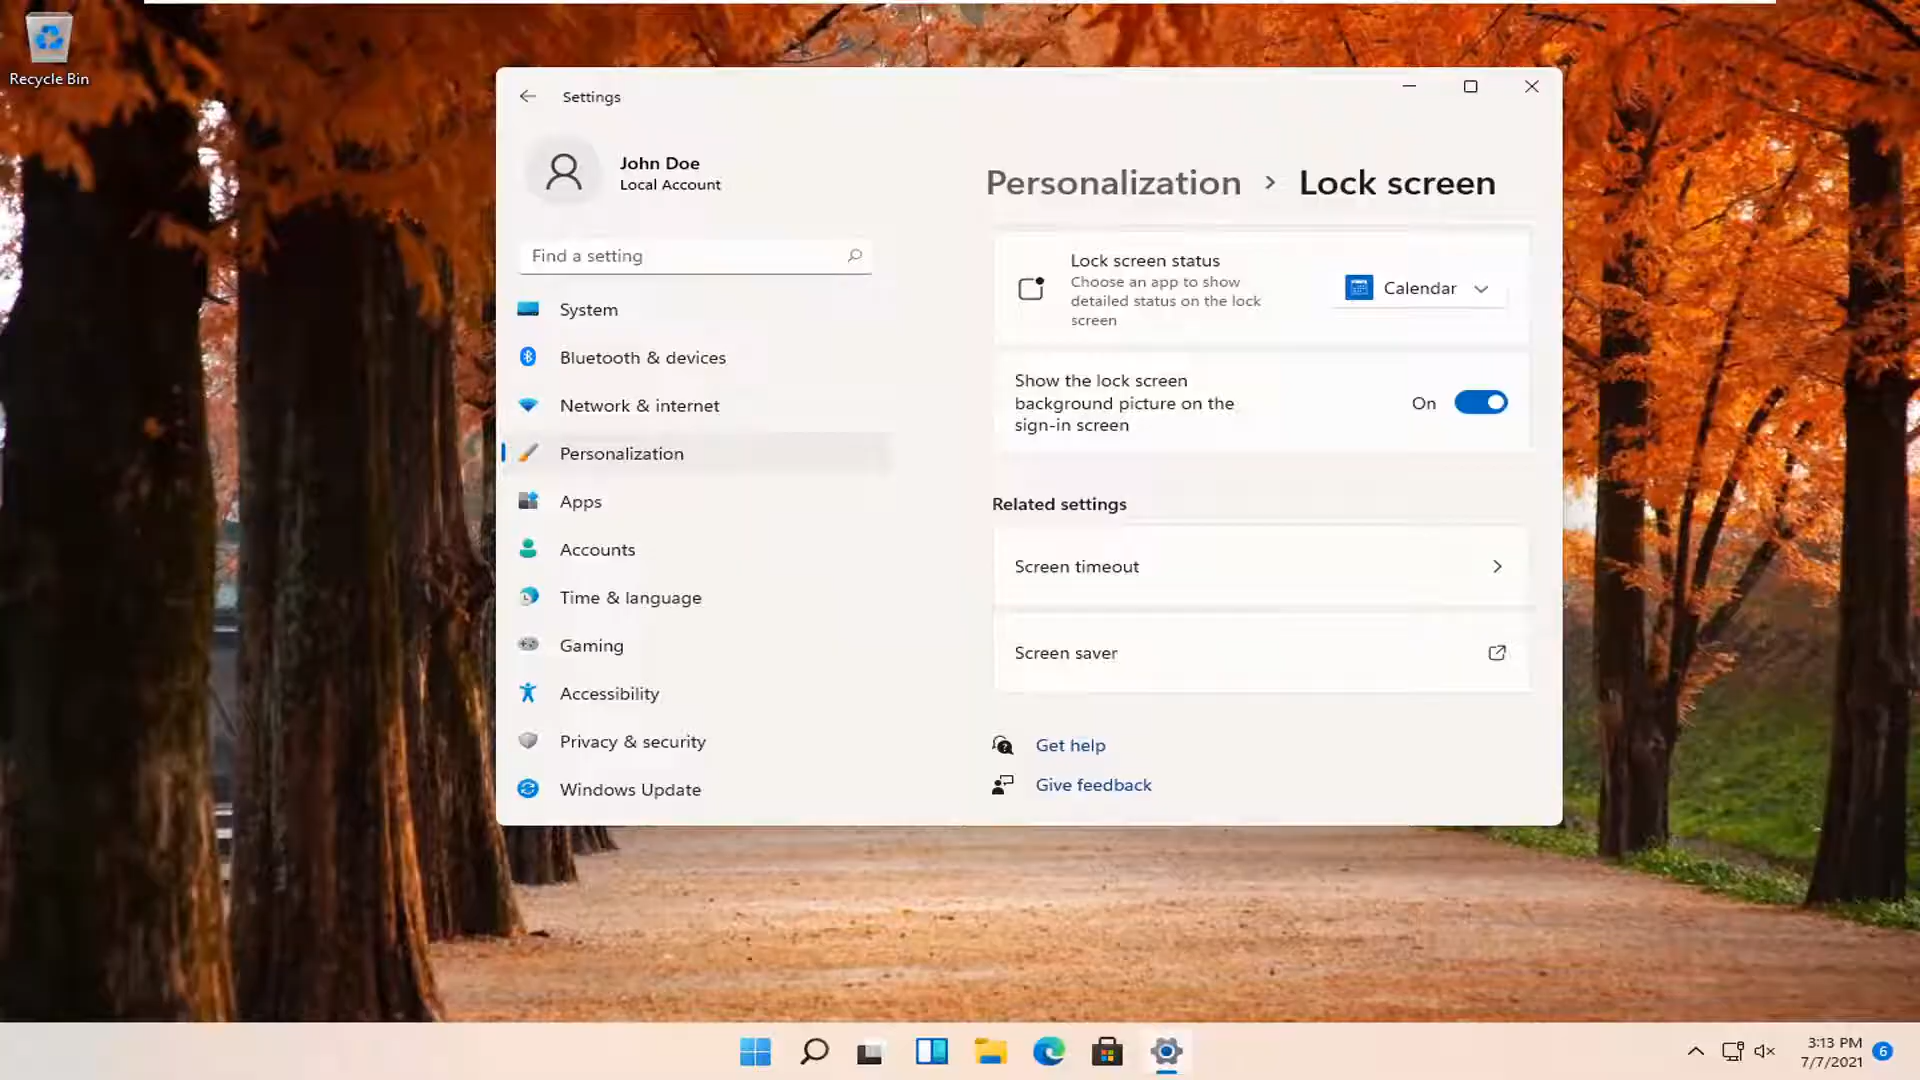 Recycle Bin
Settings
John Doe
Local Account
Find a setting
System
Bluetooth & devices
Network & internet
Personalization
Apps
Accounts
Time & language
Gaming
Accessibility
Privacy & security
Windows Update
Personalization > Lock screen
Lock screen status
Choose an app to show
detailed status on the lock
screen
Calendar
Show the lock screen
background picture on the
sign-in screen
On
Related settings
Screen timeout
Screen saver
Get help
Give feedback
3:13 PM
7/7/2021
6